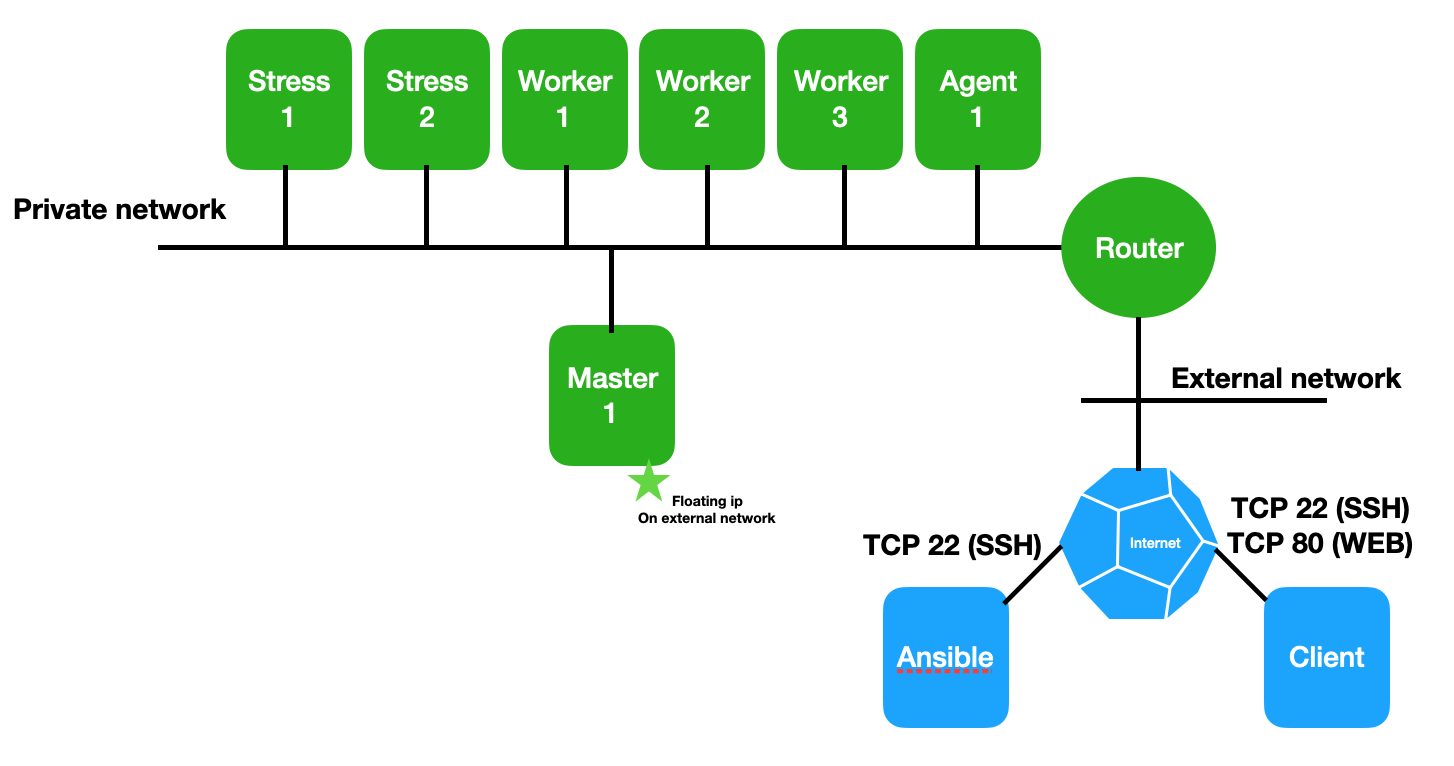 Stress
1
Stress
2
Worker
1
Worker
2
Worker
3
Agent
1
Private network
Router
Master
1
External network
Floating ip
On external network
TCP 22 (SSH)
Internet
TCP 22 (SSH)
TCP 80 (WEB)
Ansible
Client